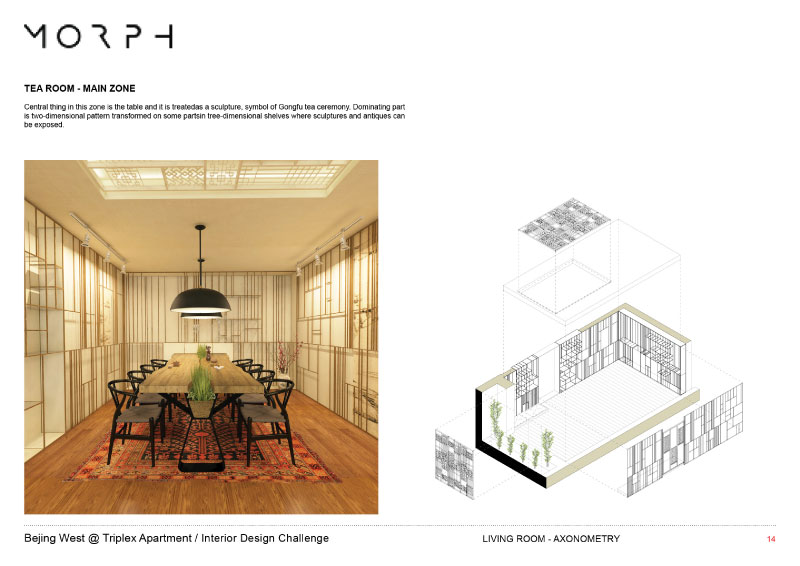 MORPH
TEA ROOM - MAIN ZONE
Central thing in this zone is the table and it is treatedas a sculpture, symbol of Gongfu tea ceremony. Dominating part
is two-dimensional pattern transformed on some partsin tree-dimensional shelves where sculptures and antiques can
be exposed.
Bejing West @ Triplex Apartment / Interior Design Challenge
LIVING ROOM - AXONOMETRY
14